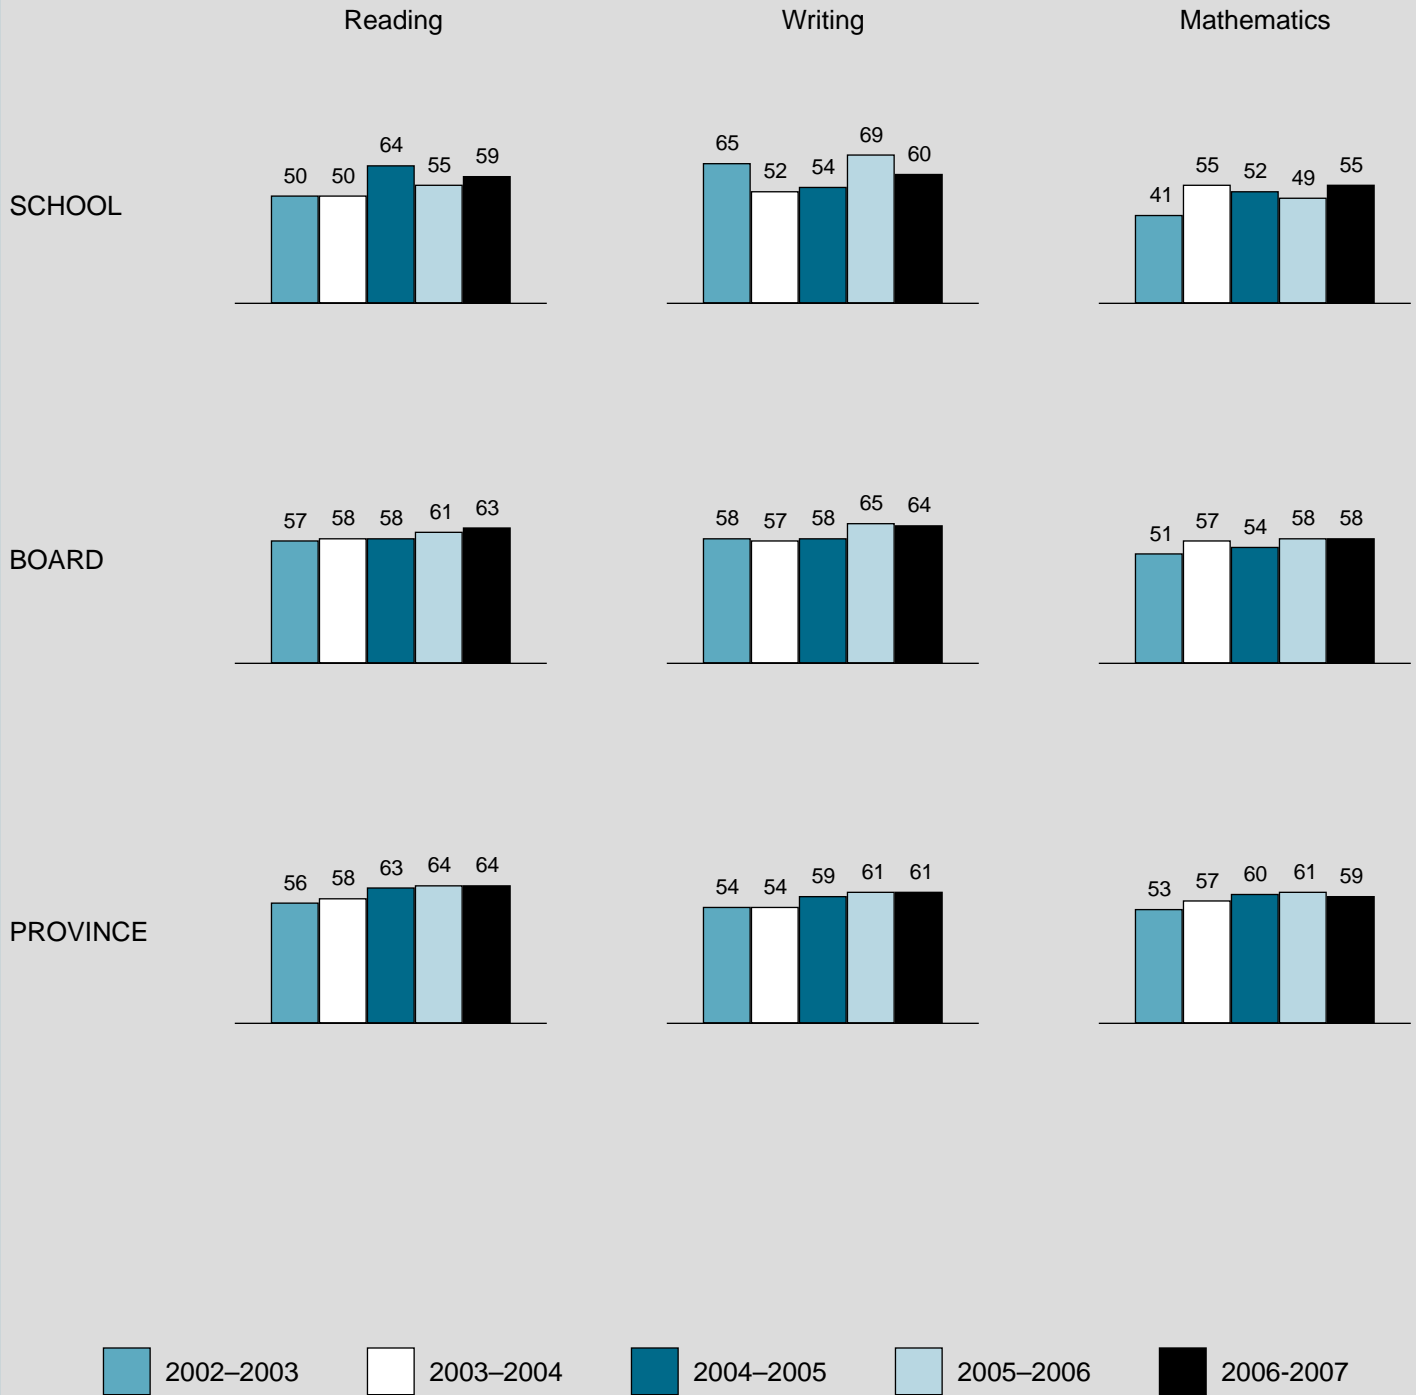 Reading Writing Mathematics
SCHOOL
50 50 64 55 59
65 52 54 69 60
41 55 52 49 55
BOARD
57 58 58 61 63
58 57 58 65 64
51 57 54 58 58
PROVINCE
56 58 63 64 64
54 54 59 61 61
53 57 60 61 59
2002–2003 2003–2004 2004–2005 2005–2006 2006-2007